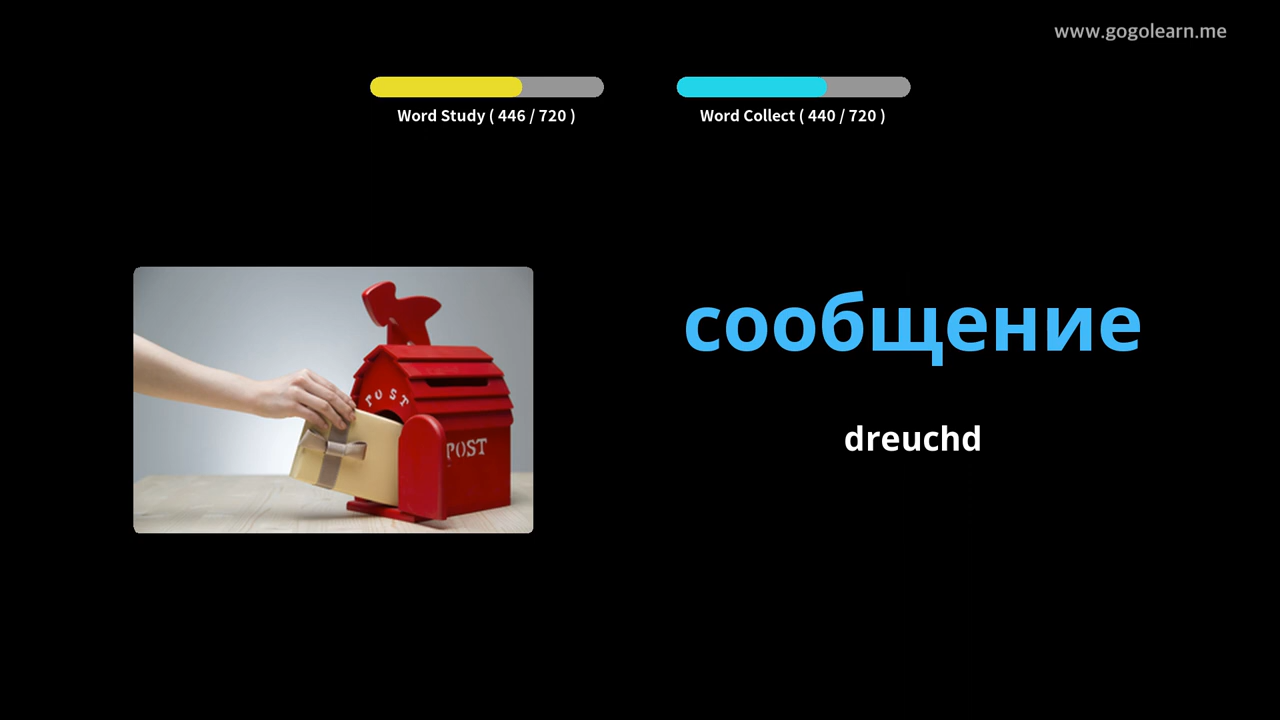 www.gogolearn.me
Word Study ( 446 / 720 )
Word Collect ( 440 / 720 )
POST
POST
сообщение
dreuchd